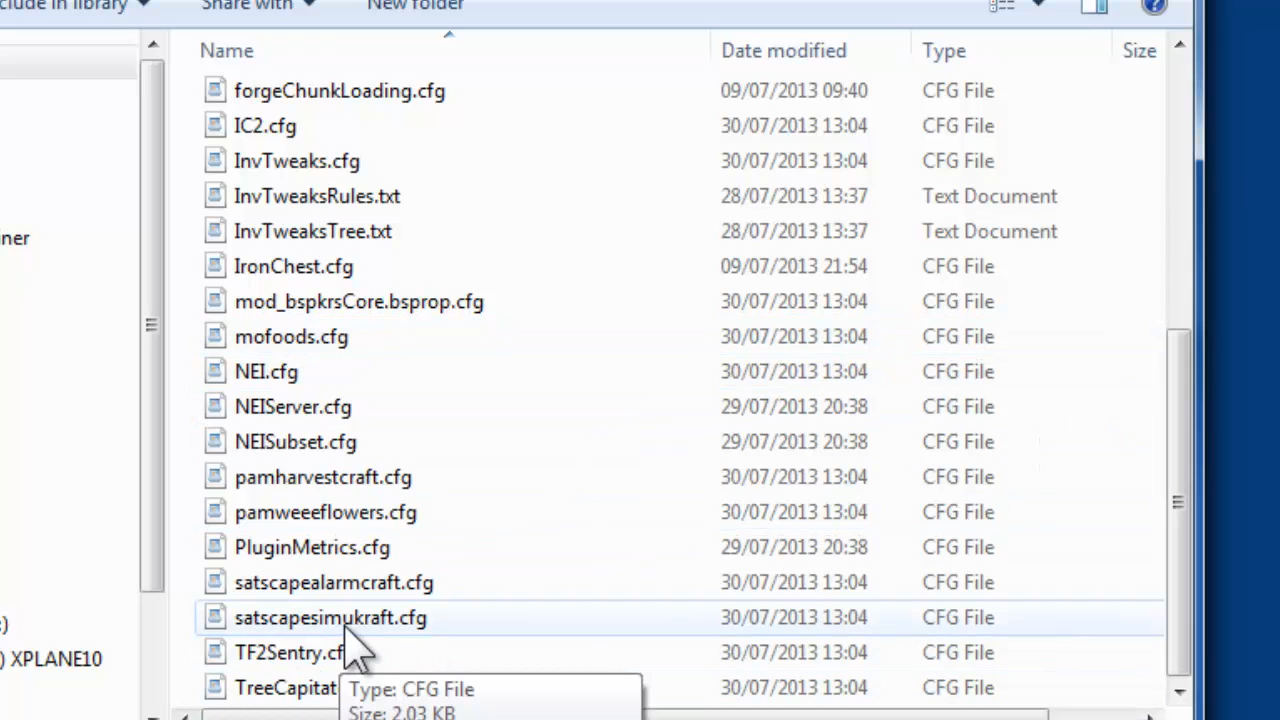 clude in library Share with New folder
Name Date modified Type Size
forgeChunkLoading.cfg 09/07/2013 09:40 CFG File
IC2.cfg 30/07/2013 13:04 CFG File
InvTweaks.cfg 30/07/2013 13:04 CFG File
InvTweaksRules.txt 28/07/2013 13:37 Text Document
iner InvTweaksTree.txt 28/07/2013 13:37 Text Document
IronChest.cfg 09/07/2013 21:54 CFG File
mod_bspkrsCore.bsprop.cfg 30/07/2013 13:04 CFG File
mofoods.cfg 30/07/2013 13:04 CFG File
NEI.cfg 30/07/2013 13:04 CFG File
NEIServer.cfg 29/07/2013 20:38 CFG File
NEISubset.cfg 29/07/2013 20:38 CFG File
pamharvestcraft.cfg 30/07/2013 13:04 CFG File
pamweeeflowers.cfg 30/07/2013 13:04 CFG File
PluginMetrics.cfg 29/07/2013 20:38 CFG File
satscapealarmcraft.cfg 30/07/2013 13:04 CFG File
:) satscapesimukraft.cfg 30/07/2013 13:04 CFG File
) XPLANE10 TF2Sentry.cf 30/07/2013 13:04 CFG File
TreeCapitat 30/07/2013 13:04 CFG File
Type: CFG File
Size: 2.03 KB